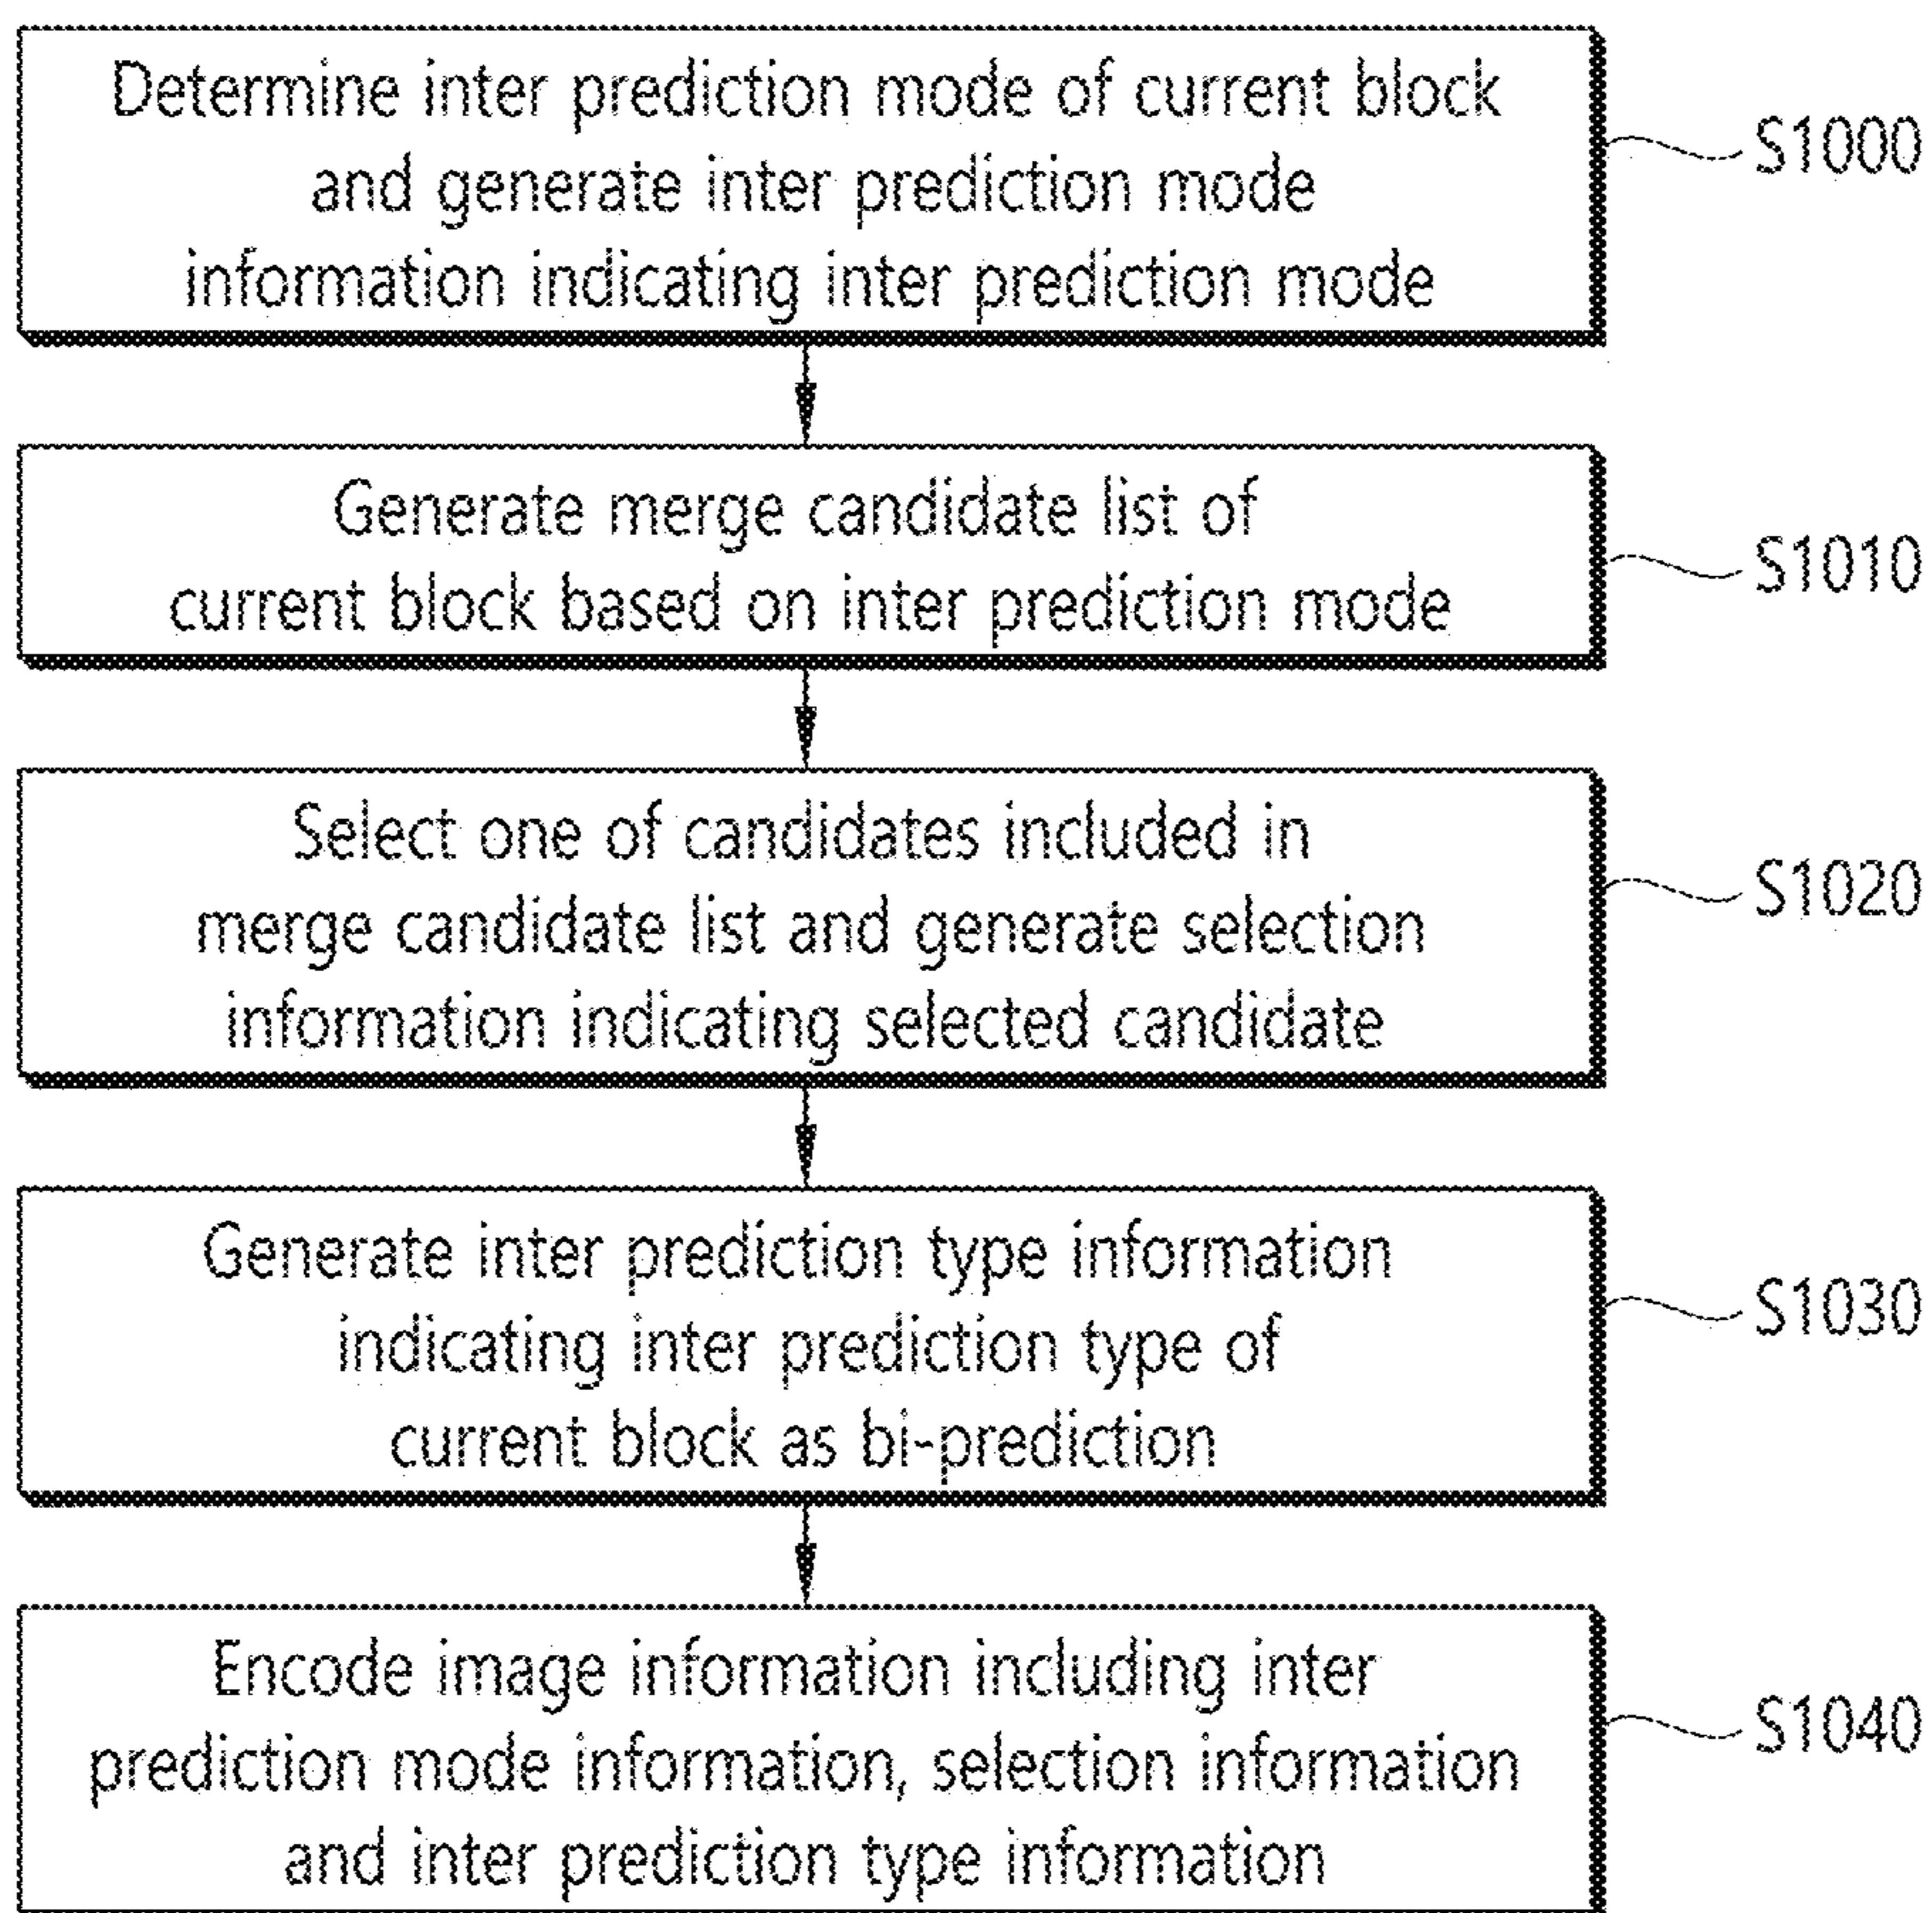 Determine inter prediction mode of current block
and generate inter prediction mode
information indicating inter prediction mode
S1000
Generate merge candidate list of
current block based on inter prediction mode
S1010
Select one of candidates included in
merge candidate list and generate selection
information indicating selected candidate
S1020
Generate inter prediction type information
indicating inter prediction type of
current block as bi-prediction
S1030
Encode image information including inter
prediction mode information, selection information
and inter prediction type information
S1040